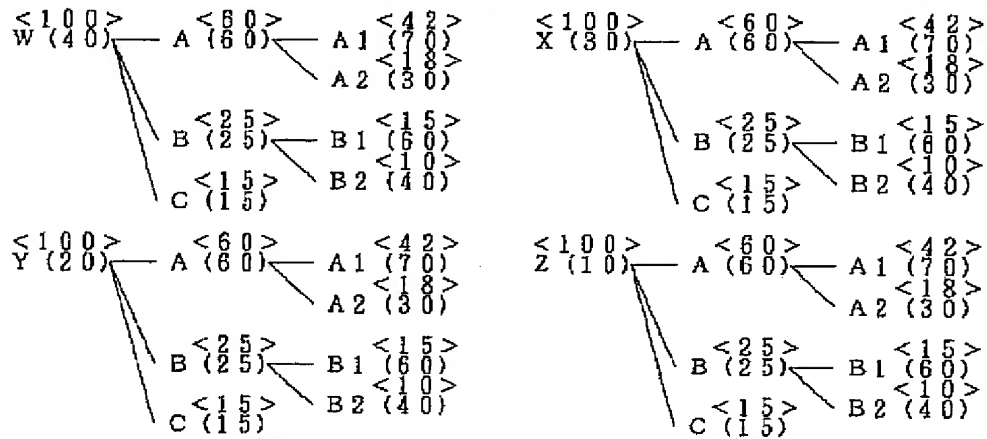 <100> <60> <42>
W (40) A (60) A1 (70)
<18>
A2 (30)
<25> <15>
B (25) B1 (60)
<10>
<15> B2 (40)
C (15)
<100> <60> <42>
X (30) A (60) A1 (70)
<18>
A2 (30)
<25> <15>
B (25) B1 (60)
<10>
<15> B2 (40)
C (15)
<100> <60> <42>
Y (20) A (60) A1 (70)
<18>
A2 (30)
<25> <15>
B (25) B1 (60)
<10>
<15> B2 (40)
C (15)
<100> <60> <42>
Z (10) A (60) A1 (70)
<18>
A2 (30)
<25> <15>
B (25) B1 (60)
<10>
<15> B2 (40)
C (15)